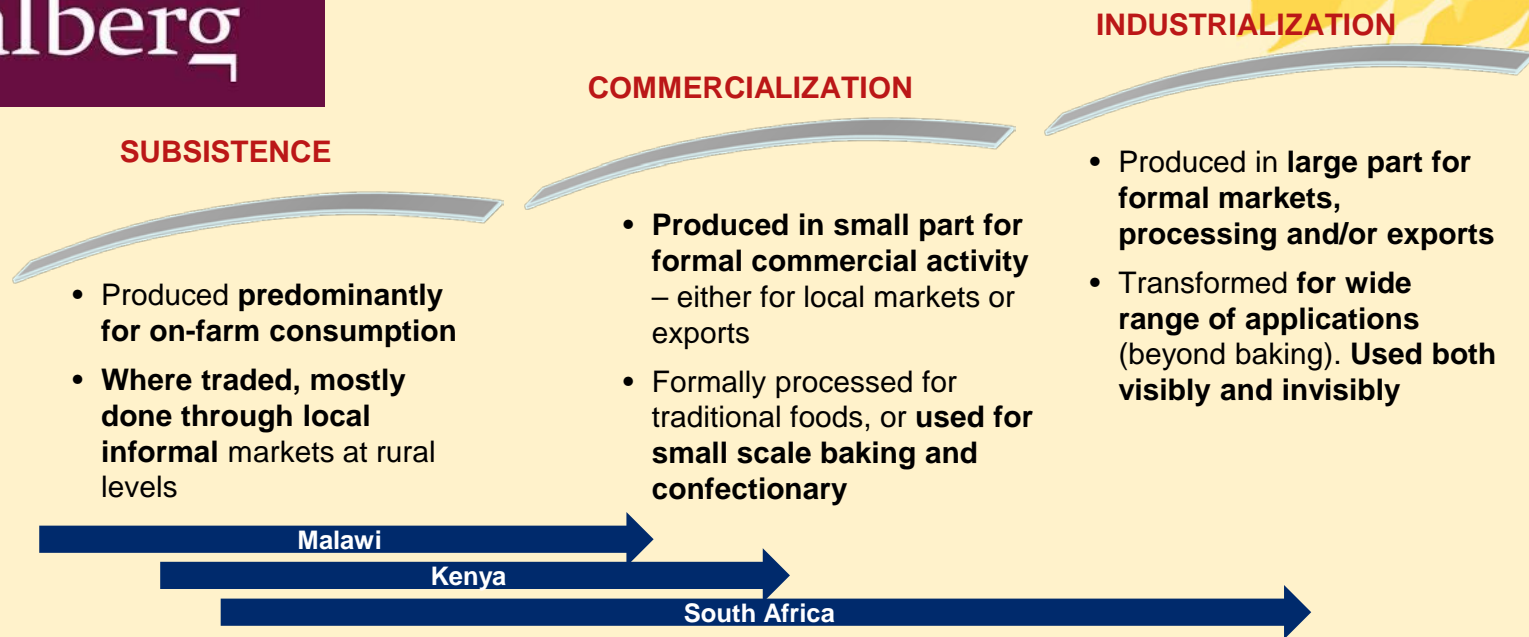 alberg
SUBSISTENCE
• Produced predominantly
for on-farm consumption
• Where traded, mostly
done through local
informal markets at rural
levels
COMMERCIALIZATION
• Produced in small part for
formal commercial activity
– either for local markets or
exports
• Formally processed for
traditional foods, or used for
small scale baking and
confectionary
INDUSTRIALIZATION
• Produced in large part for
formal markets,
processing and/or exports
• Transformed for wide
range of applications
(beyond baking). Used both
visibly and invisibly
Malawi
Kenya
South Africa